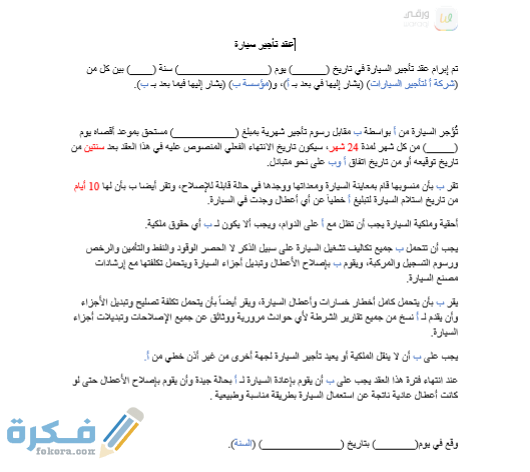 ورقي
عقد تأجير سيارة
تم إبرام عقد تأجير السيارة في تاريخ (______) يوم (________________) سنة (____) بين كل من
(شركة أ لتأجير السيارات) (يشار إليها في بعد بـ أ)، و(مؤسسة ب) (يشار إليها فيما بعد بـ ب).
تُؤجر السيارة من أ بواسطة ب مقابل رسوم تأجير شهرية بمبلغ (___________) مستحق بموعد أقصاه يوم
(_____) من كل شهر لمدة 24 شهر، سيكون تاريخ الانتهاء الفعلي المنصوص عليه في هذا العقد بعد سنتين من
تاريخ توقيعه أو من تاريخ اتفاق أ وب على نحو متبادل.
تقر ب بأن منسوبها قام بمعاينة السيارة ومعداتها ووجدها في حالة قابلة للإصلاح، وتقر أيضا ب بأن لها 10 أيام
من تاريخ استلام السيارة لتبليغ أ خطياً عن أي أعطال وجدت في السيارة.
أحقية وملكية السيارة يجب أن تظل مع أ على الدوام، ويجب ألا يكون لـ ب أي حقوق ملكية.
يجب أن تتحمل ب جميع تكاليف تشغيل السيارة على سبيل الذكر لا الحصر الوقود والنفط والتأمين والرخص
ورسوم التسجيل والمركبة، ويقوم ب بإصلاح الأعطال وتبديل أجزاء السيارة ويتحمل تكلفتها مع إرشادات
مصنع السيارة.
يقر ب بأن يتحمل كامل أخطار خسارات وأعطال السيارة، ويقر أيضاً بأن يتحمل تكلفة تصليح وتبديل الأجزاء
وأن يقدم لـ أ نسخ من جميع تقارير الشرطة لأي حوادث مرورية ووثائق عن جميع الإصلاحات وتبديلات أجزاء
السيارة.
يجب على ب أن لا ينقل الملكية أو يعيد تأجير السيارة لجهة أخرى من غير أذن خطي من أ.
عند انتهاء فترة هذا العقد يجب على ب أن يقوم بإعادة السيارة لـ أ بحالة جيدة وأن يقوم بإصلاح الأعطال حتى لو
كانت أعطال عادية ناتجة عن استعمال السيارة بطريقة مناسبة وطبيعية .
وقع في يوم(_______) بتاريخ (______________) (السنة).
فكرة
fokora.com